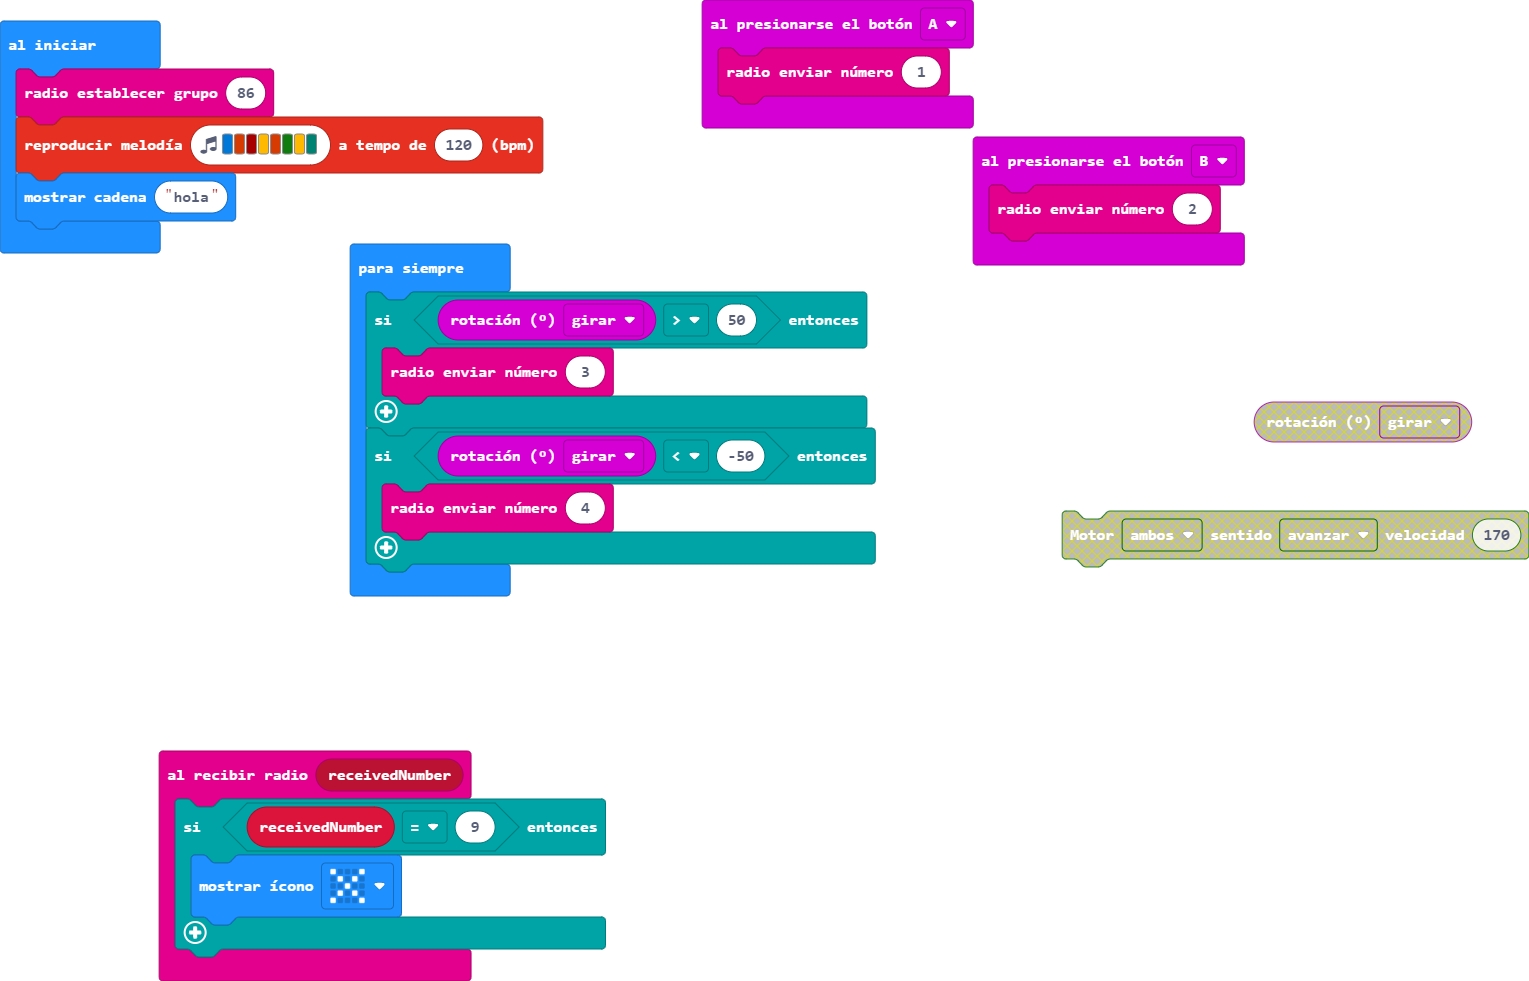 al iniciar
radio establecer grupo 86
reproducir melodía a tempo de 120 (bpm)
mostrar cadena "hola"
al presionarse el botón A
radio enviar número 1
al presionarse el botón B
radio enviar número 2
para siempre
si rotación (º) girar > 50 entonces
radio enviar número 3
si rotación (º) girar < -50 entonces
radio enviar número 4
rotación (º) girar
Motor ambos sentido avanzar velocidad 170
al recibir radio receivedNumber
si receivedNumber = 9 entonces
mostrar ícono